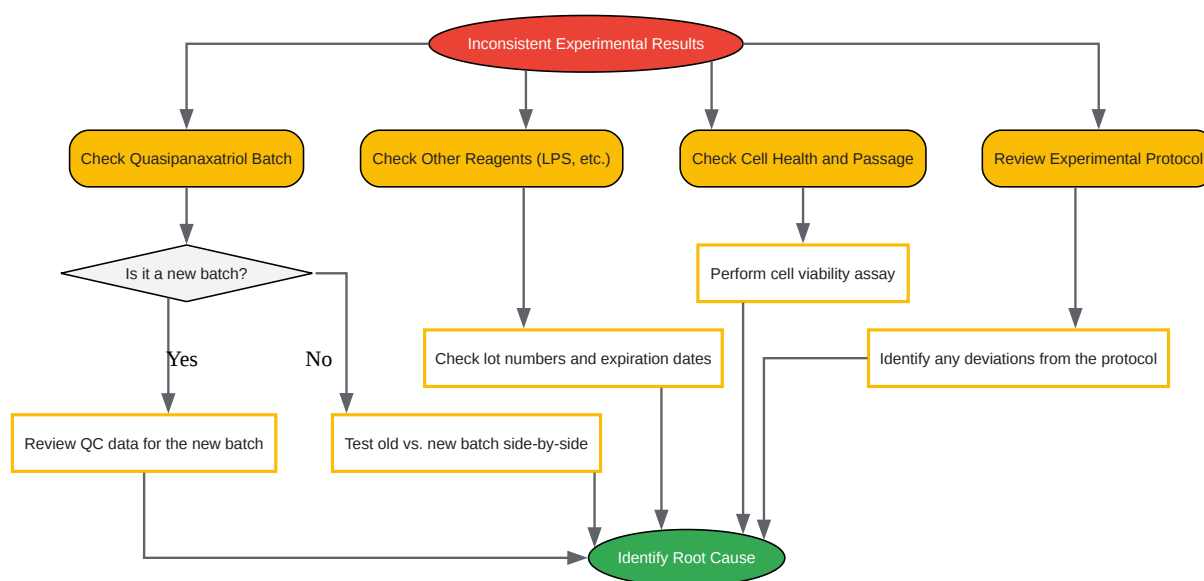 Inconsistent Experimental Results
Check Quasipanaxatriol Batch
Check Other Reagents (LPS, etc.)
Check Cell Health and Passage
Review Experimental Protocol
Is it a new batch?
Perform cell viability assay
Yes
No
Check lot numbers and expiration dates
Identify any deviations from the protocol
Review QC data for the new batch
Test old vs. new batch side-by-side
Identify Root Cause